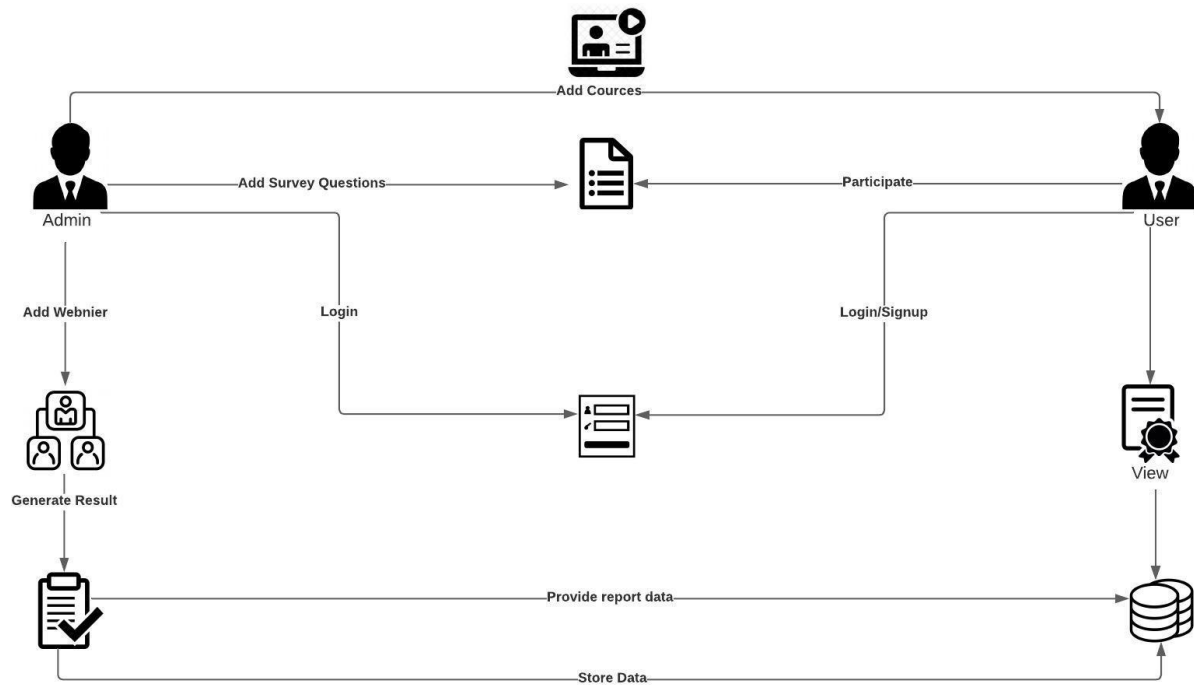 Add Cources
Add Survey Questions
Participate
Admin
User
Add Webnier
Login
Login/Signup
View
Generate Result
Provide report data
Store Data